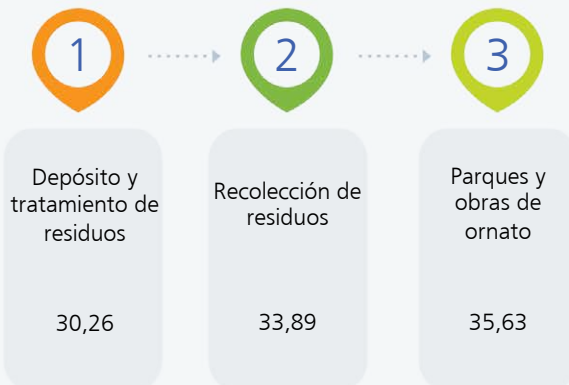 1
2
3
Depósito y
tratamiento de
residuos
30,26
Recolección de
residuos
33,89
Parques y
obras de
ornato
35,63